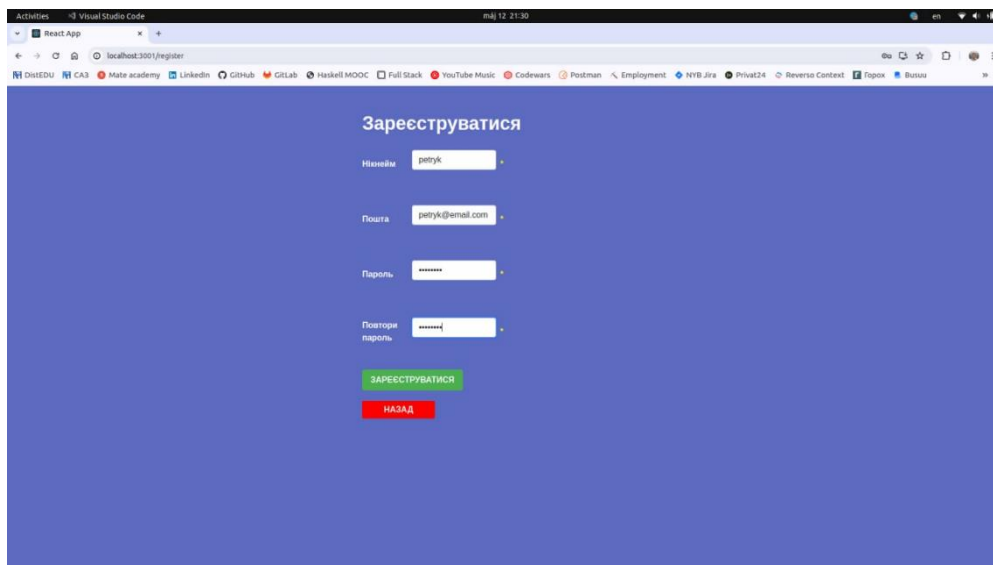 Activities Visual Studio Code máj 12 21:30 en
React App
localhost:3001/register
DistEDU CA3 Mate academy LinkedIn GitHub GitLab Haskell MOOC Full Stack YouTube Music Codewars Postman Employment NYB Jira Privat24 Reverso Context Горох Busuu
Зареєструватися
Нікнейм petryk *
Пошта petryk@email.com *
Пароль •••••••• *
Повтори •••••••• *
пароль
ЗАРЕЄСТРУВАТИСЯ
НАЗАД